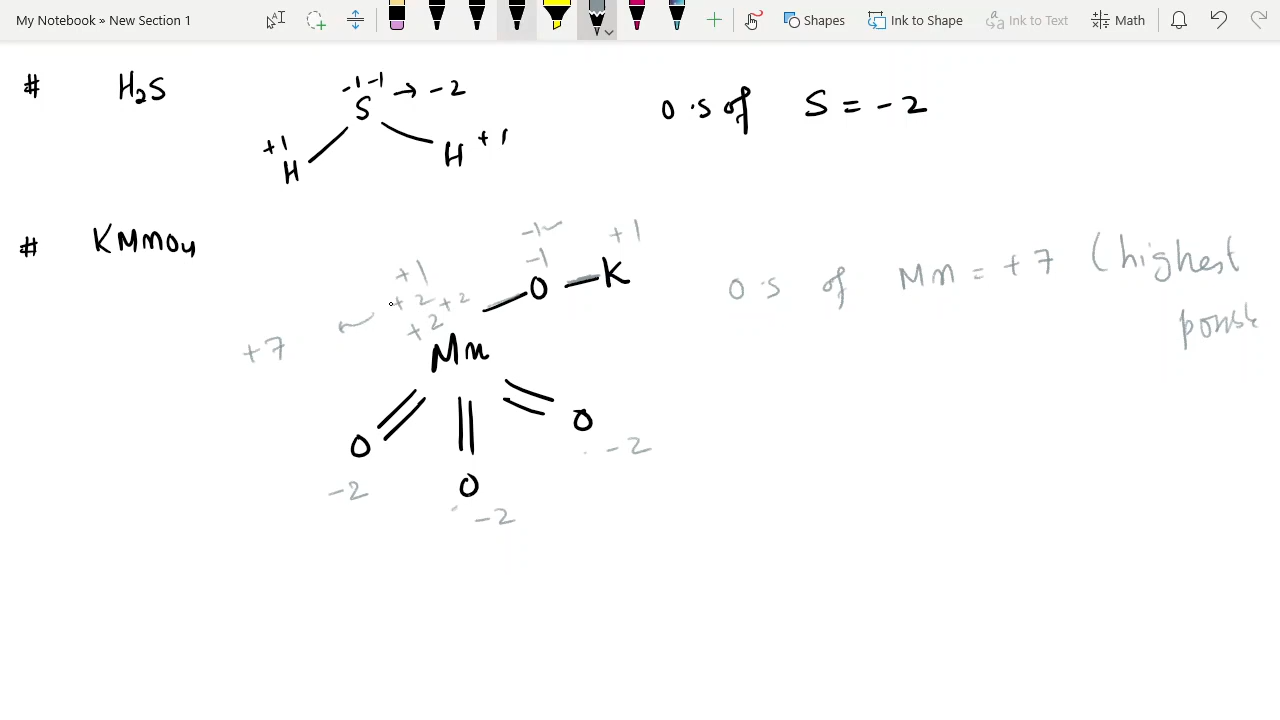 My Notebook » New Section 1
Shapes
Ink to Shape
Ink to Text
Math
# H₂S
-1 -1 → -2
S
+1
H
H +1
O.S of S = -2
# KMnO₄
-1
-1
+1
O K
+1
+2 +2
+2
+7
Mn
O
-2
O
-2
O
-2
O.S of Mn = +7 (highest